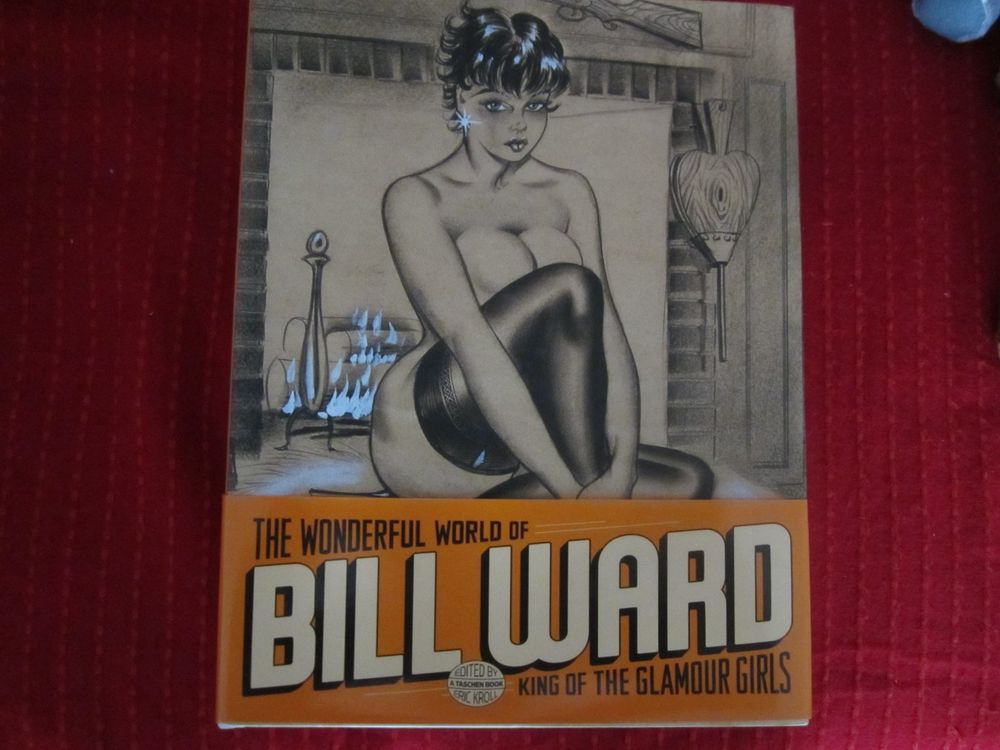 THE WONDERFUL WORLD OF
BILL WARD
EDITED BY
A TASCHEN BOOK
ERIC KROLL
KING OF THE GLAMOUR GIRLS